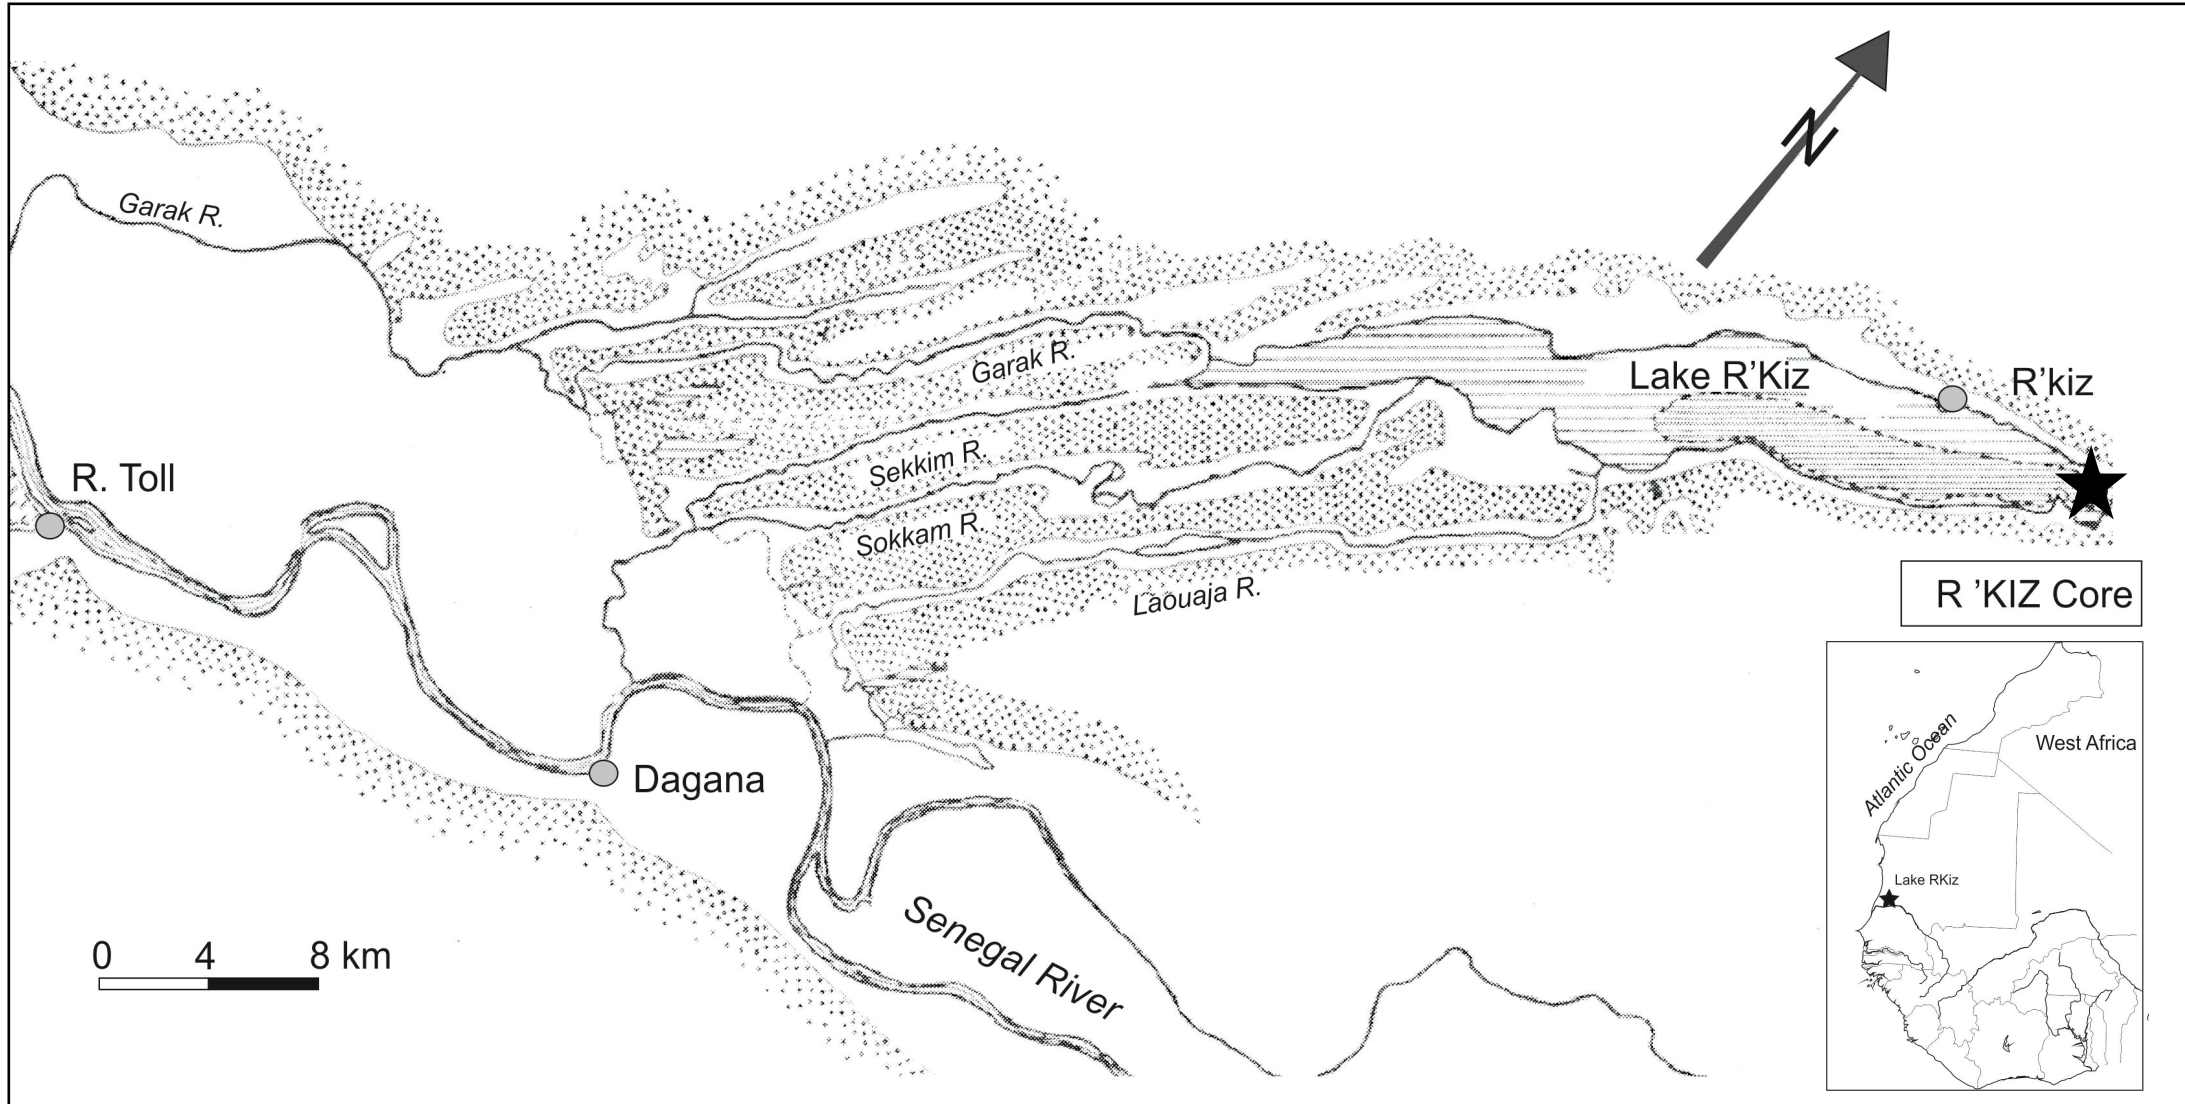 N
Garak R.
Garak R.
Lake R'Kiz
R'kiz
Sekkim R.
R. Toll
Sokkam R.
Laouaja R.
R 'KIZ Core
Dagana
Senegal River
0 4 8 km
Atlantic Ocean
West Africa
Lake RKiz